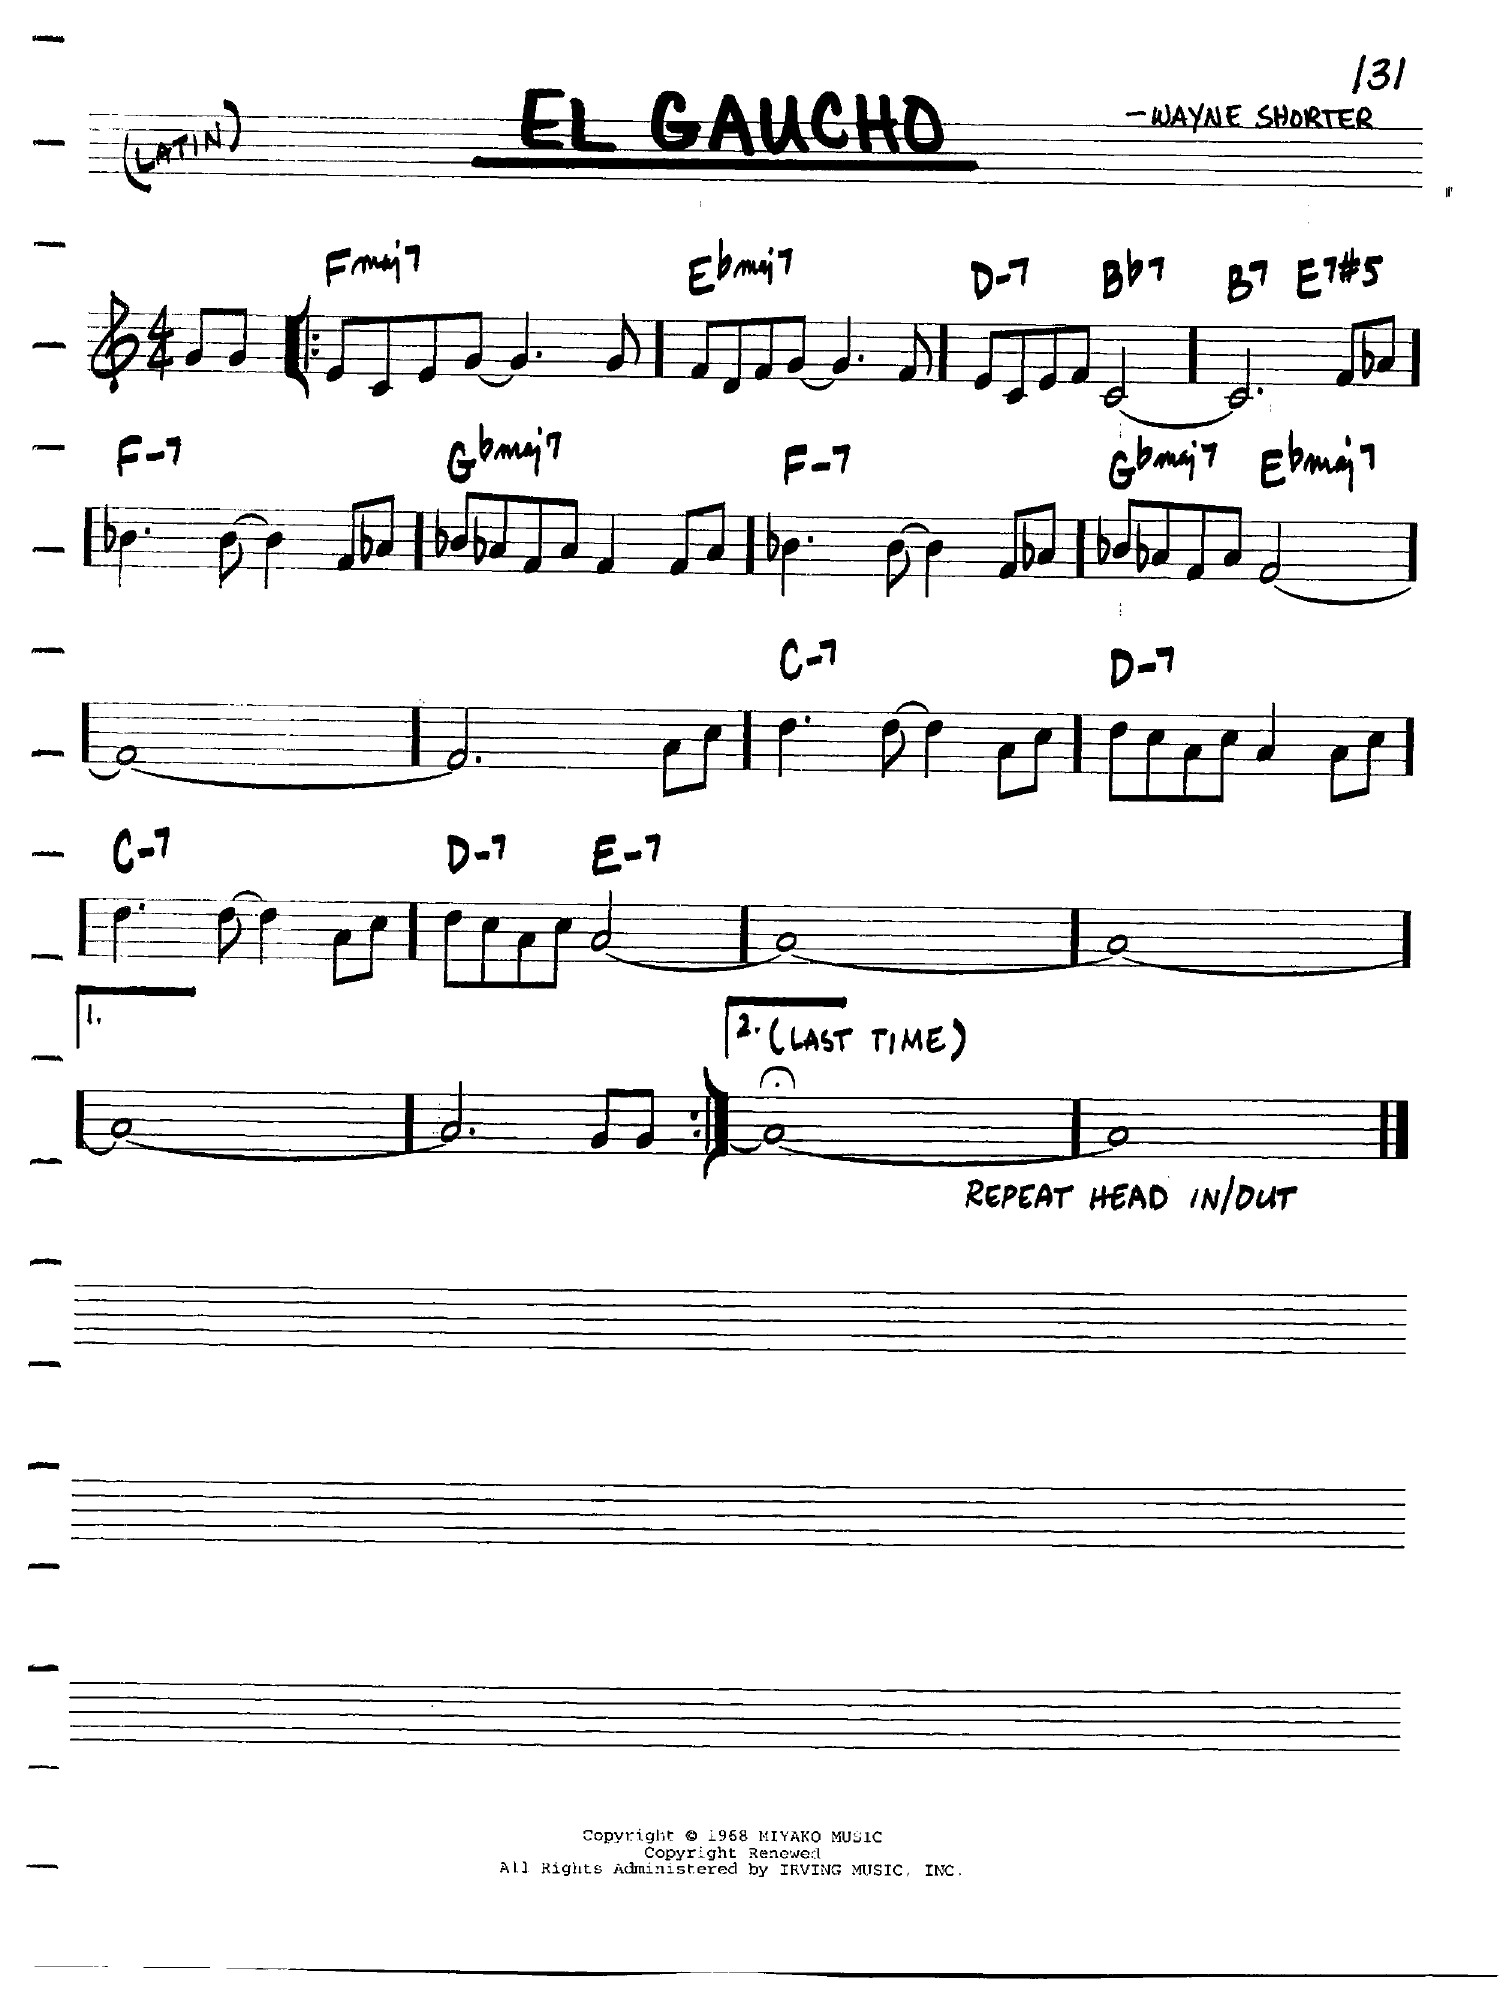 131
EL GAUCHO
—WAYNE SHORTER
(LATIN)
Fmaj7 Ebmaj7 D-7 Bb7 B7 E7#5
4/4
F-7 Gbmaj7 F-7 Gbmaj7 Ebmaj7
C-7 D-7
C-7 D-7 E-7
1. 2. (LAST TIME)
REPEAT HEAD IN/OUT
Copyright © 1968 MIYAKO MUSIC
Copyright Renewed
All Rights Administered by IRVING MUSIC, INC.